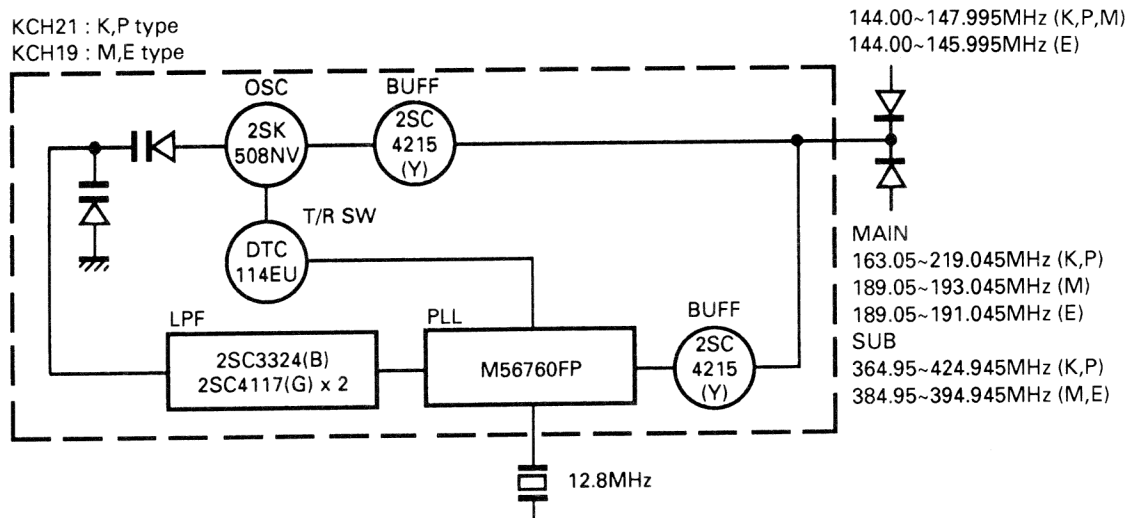 KCH21 : K,P type
KCH19 : M,E type
144.00~147.995MHz (K,P,M)
144.00~145.995MHz (E)
OSC
2SK
508NV
BUFF
2SC
4215
(Y)
T/R SW
DTC
114EU
LPF
2SC3324(B)
2SC4117(G) x 2
PLL
M56760FP
BUFF
2SC
4215
(Y)
MAIN
163.05~219.045MHz (K,P)
189.05~193.045MHz (M)
189.05~191.045MHz (E)
SUB
364.95~424.945MHz (K,P)
384.95~394.945MHz (M,E)
12.8MHz